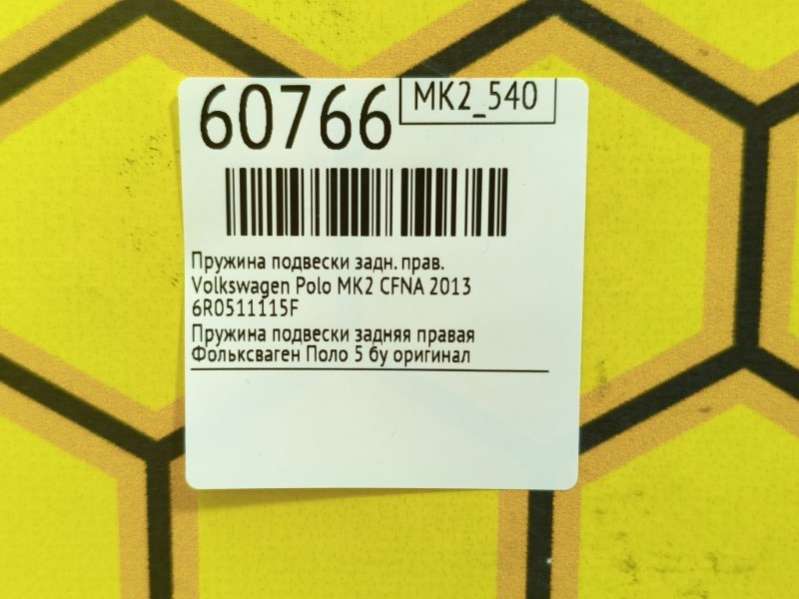 60766
MK2_540
Пружина подвески задн. прав.
Volkswagen Polo MK2 CFNA 2013
6R0511115F
Пружина подвески задняя правая
Фольксваген Поло 5 бу оригинал